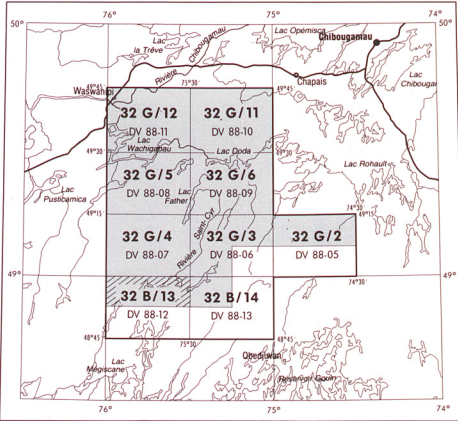 76°
75°
74°
50°
50°
Lac
la Trêve
Chibougamau
Rivière
Lac Opémisca
Chibougamau
Lac
Chibouga
Chapais
49°45'
75°30'
Waswanipi
32 G/12
32 G/11
DV 88-11
DV 88-10
Lac
Wachigabau
Lac Doda
49°30'
49°30'
Lac Rohault
32 G/5
32 G/6
DV 88-08
DV 88-09
Lac
Pusticamica
Lac
Father
74°30'
49°15'
49°15'
Rivière Saint-Cyr
32 G/4
32 G/3
32 G/2
DV 88-07
DV 88-06
DV 88-05
49°
49°
74°30'
32 B/13
32 B/14
DV 88-12
DV 88-13
48°45'
75°30'
Lac
Mégiscane
Obedjiwan
Réservoir Gouin
76°
75°
74°